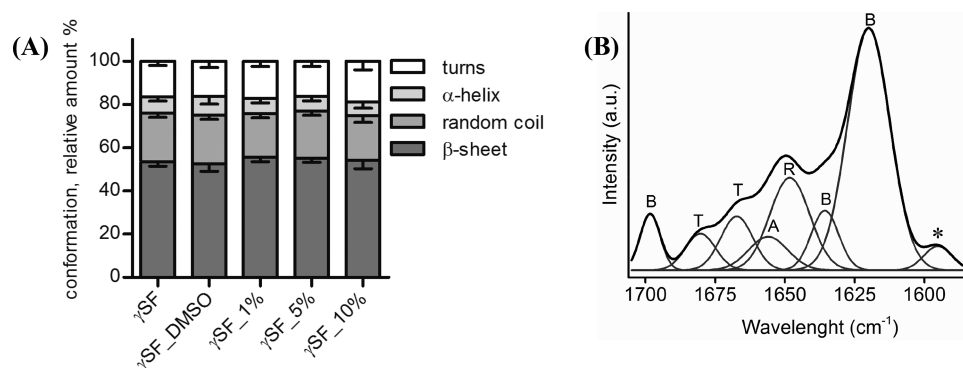 (A)
conformation, relative amount %
100
80
60
40
20
0
γSF
γSF_DMSO
γSF_1%
γSF_5%
γSF_10%
turns
α-helix
random coil
β-sheet
(B)
Intensity (a.u.)
B
T
T
A
R
B
B
*
1700 1675 1650 1625 1600
Wavelenght (cm⁻¹)